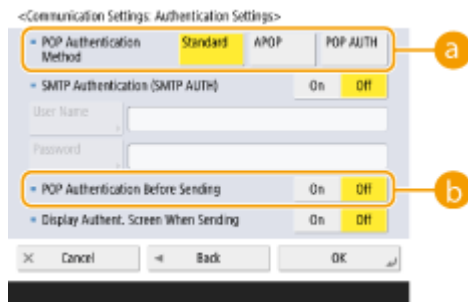 <Communication Settings: Authentication Settings>
POP Authentication Method Standard APOP POP AUTH
a
SMTP Authentication (SMTP AUTH) On Off
User Name
Password
POP Authentication Before Sending On Off
b
Display Authent. Screen When Sending On Off
Cancel Back OK